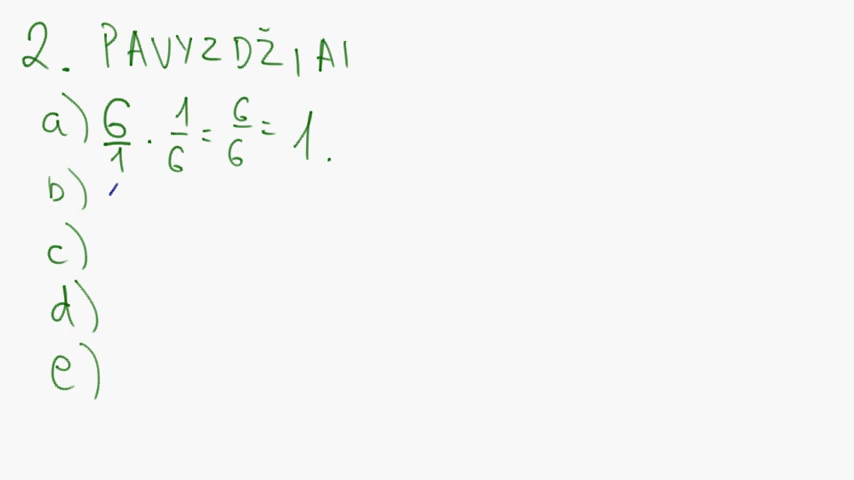 2. PAVYZDŽIAI
a) 6/1 · 1/6 = 6/6 = 1.
b)
c)
d)
e)